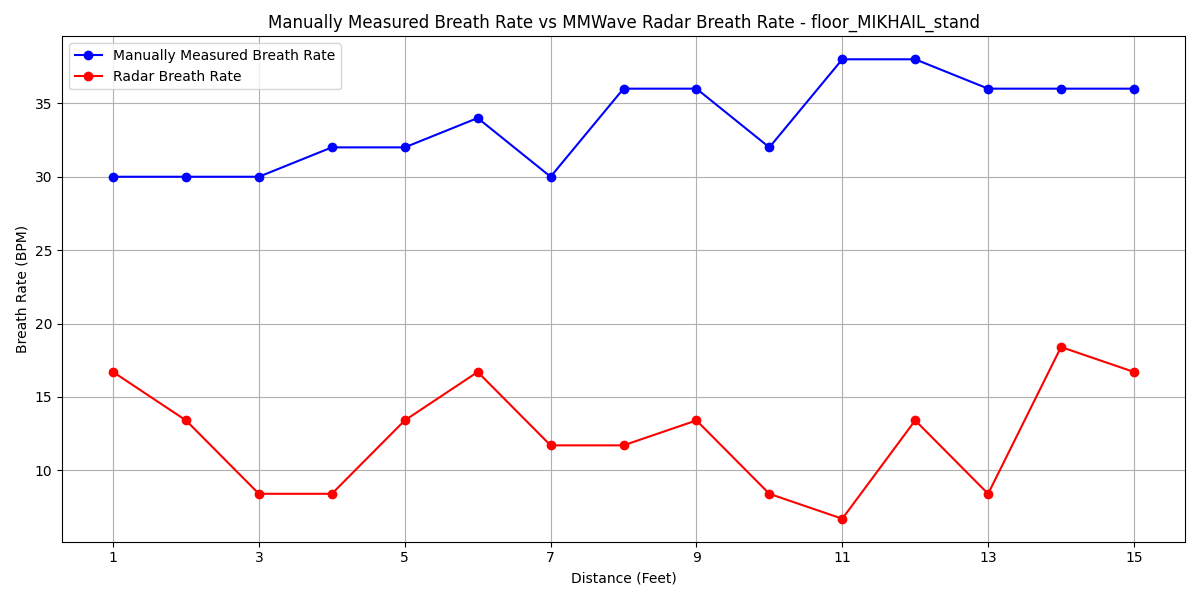 Manually Measured Breath Rate vs MMWave Radar Breath Rate - floor_MIKHAIL_stand
Manually Measured Breath Rate
Radar Breath Rate
Breath Rate (BPM)
35
30
25
20
15
10
1 3 5 7 9 11 13 15
Distance (Feet)